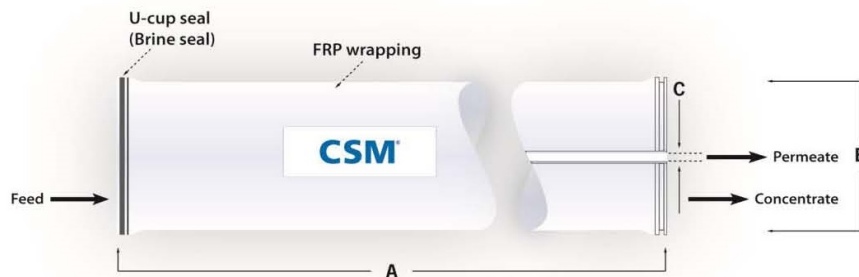 U-cup seal
(Brine seal)
FRP wrapping
C
CSM®
Permeate
Feed
Concentrate
A